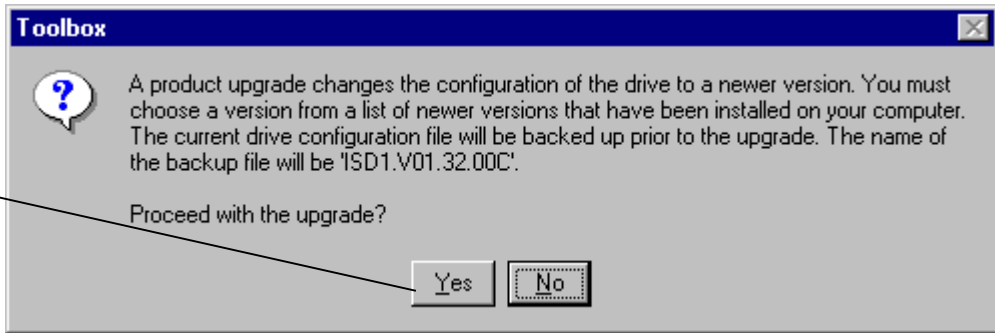 Toolbox
A product upgrade changes the configuration of the drive to a newer version. You must
choose a version from a list of newer versions that have been installed on your computer.
The current drive configuration file will be backed up prior to the upgrade. The name of
the backup file will be 'ISD1.V01.32.00C'.
Proceed with the upgrade?
Yes No